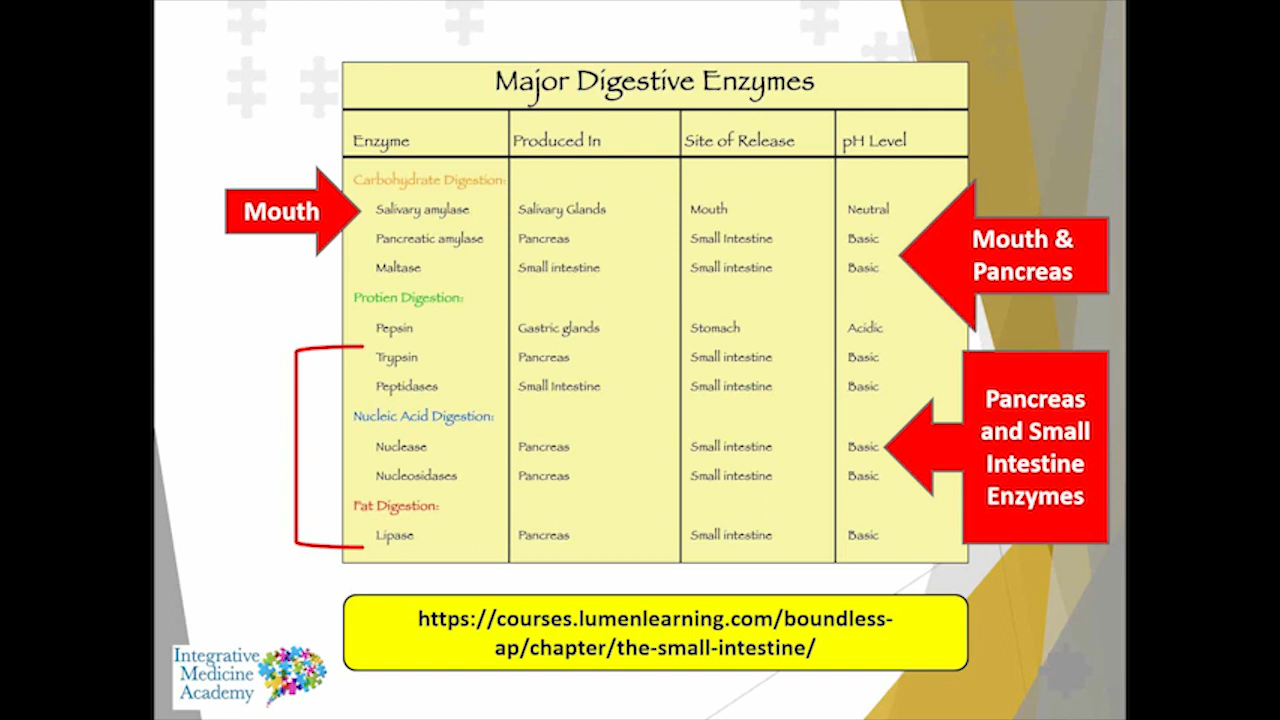 Major Digestive Enzymes
Enzyme Produced In Site of Release pH Level
Carbohydrate Digestion:
Salivary amylase Salivary Glands Mouth Neutral
Pancreatic amylase Pancreas Small Intestine Basic
Maltase Small intestine Small intestine Basic
Protien Digestion:
Pepsin Gastric glands Stomach Acidic
Trypsin Pancreas Small intestine Basic
Peptidases Small Intestine Small intestine Basic
Nucleic Acid Digestion:
Nuclease Pancreas Small intestine Basic
Nucleosidases Pancreas Small intestine Basic
Fat Digestion:
Lipase Pancreas Small intestine Basic
Mouth
Mouth &
Pancreas
Pancreas
and Small
Intestine
Enzymes
https://courses.lumenlearning.com/boundless-
ap/chapter/the-small-intestine/
Integrative
Medicine
Academy